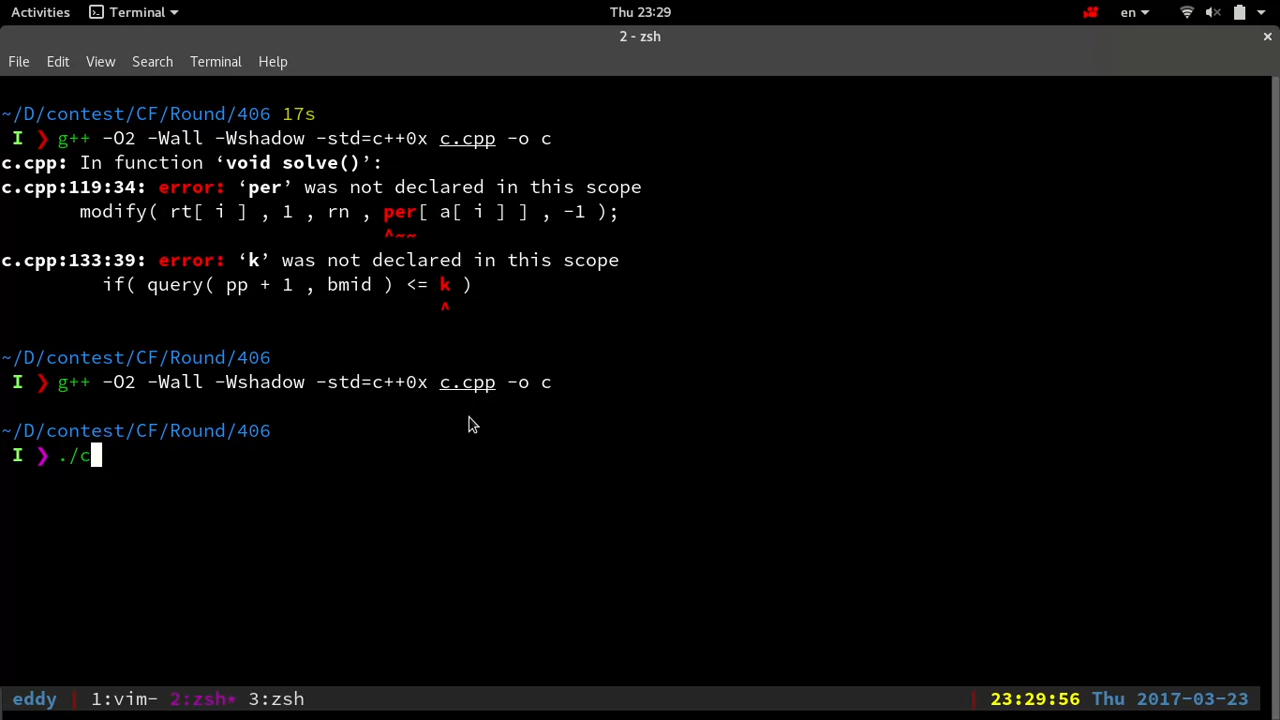 Activities Terminal Thu 23:29 en
2 - zsh
File Edit View Search Terminal Help
~/D/contest/CF/Round/406 17s
I ❯ g++ -O2 -Wall -Wshadow -std=c++0x c.cpp -o c
c.cpp: In function ‘void solve()’:
c.cpp:119:34: error: ‘per’ was not declared in this scope
modify( rt[ i ] , 1 , rn , per[ a[ i ] ] , -1 );
^~~
c.cpp:133:39: error: ‘k’ was not declared in this scope
if( query( pp + 1 , bmid ) <= k )
^
~/D/contest/CF/Round/406
I ❯ g++ -O2 -Wall -Wshadow -std=c++0x c.cpp -o c
~/D/contest/CF/Round/406
I ❯ ./c
eddy 1:vim- 2:zsh* 3:zsh 23:29:56 Thu 2017-03-23